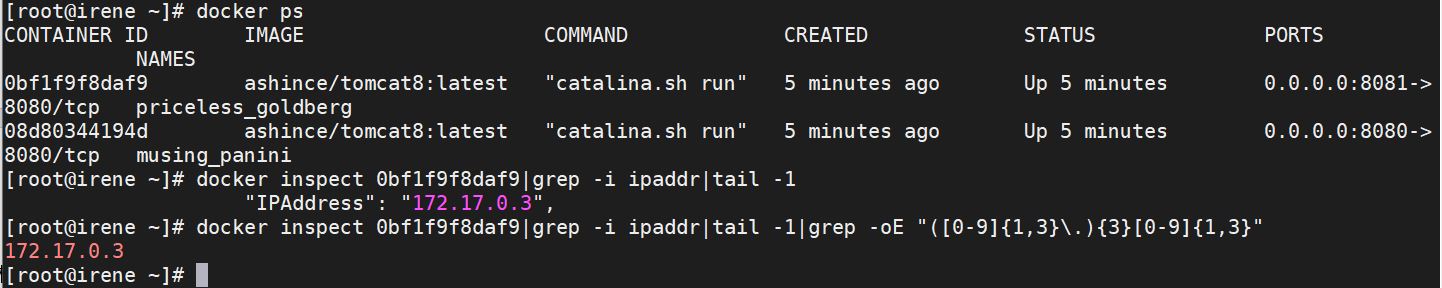 [root@irene ~]# docker ps
CONTAINER ID        IMAGE                    COMMAND             CREATED             STATUS              PORTS
           NAMES
0bf1f9f8daf9        ashince/tomcat8:latest   "catalina.sh run"   5 minutes ago       Up 5 minutes        0.0.0.0:8081->
8080/tcp   priceless_goldberg
08d80344194d        ashince/tomcat8:latest   "catalina.sh run"   5 minutes ago       Up 5 minutes        0.0.0.0:8080->
8080/tcp   musing_panini
[root@irene ~]# docker inspect 0bf1f9f8daf9|grep -i ipaddr|tail -1
                    "IPAddress": "172.17.0.3",
[root@irene ~]# docker inspect 0bf1f9f8daf9|grep -i ipaddr|tail -1|grep -oE "([0-9]{1,3}\.){3}[0-9]{1,3}"
172.17.0.3
[root@irene ~]#